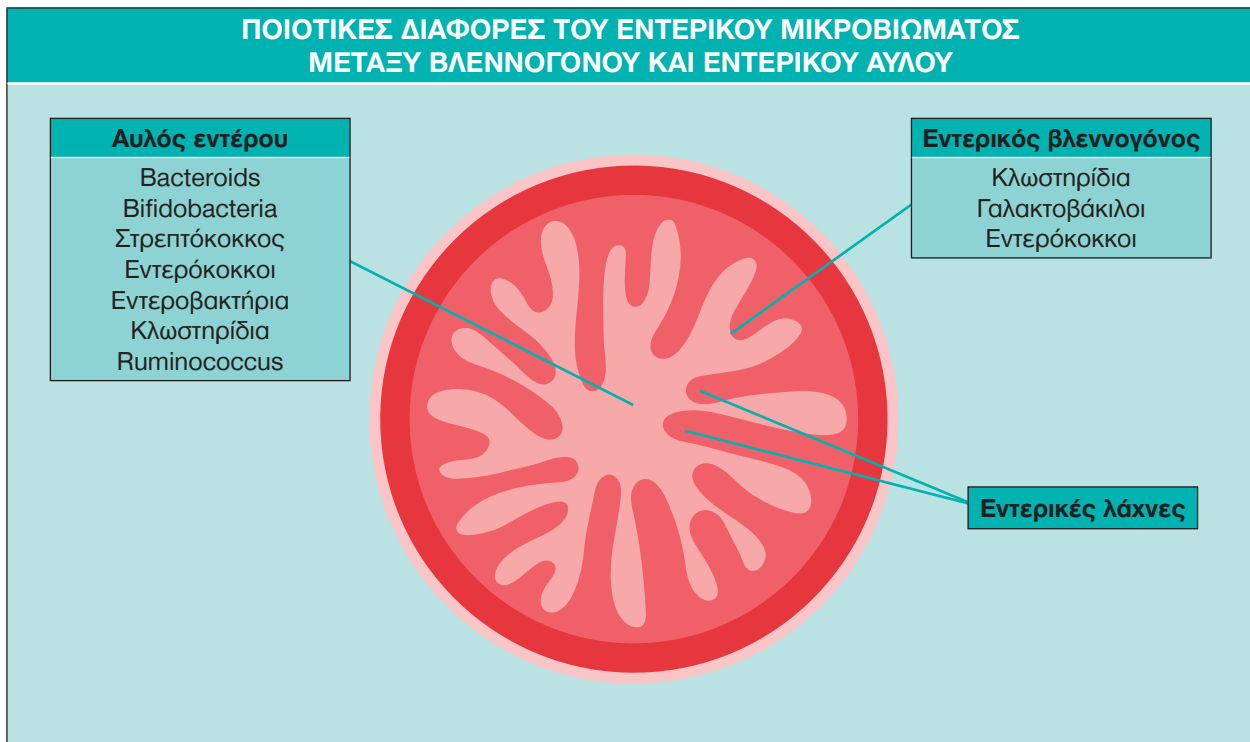 ΠΟΙΟΤΙΚΕΣ ΔΙΑΦΟΡΕΣ ΤΟΥ ΕΝΤΕΡΙΚΟΥ ΜΙΚΡΟΒΙΩΜΑΤΟΣ
ΜΕΤΑΞΥ ΒΛΕΝΝΟΓΟΝΟΥ ΚΑΙ ΕΝΤΕΡΙΚΟΥ ΑΥΛΟΥ
Αυλός εντέρου
Bacteroids
Bifidobacteria
Στρεπτόκοκκος
Εντερόκοκκοι
Εντεροβακτήρια
Κλωστηρίδια
Ruminococcus
Εντερικός βλεννογόνος
Κλωστηρίδια
Γαλακτοβάκιλοι
Εντερόκοκκοι
Εντερικές λάχνες